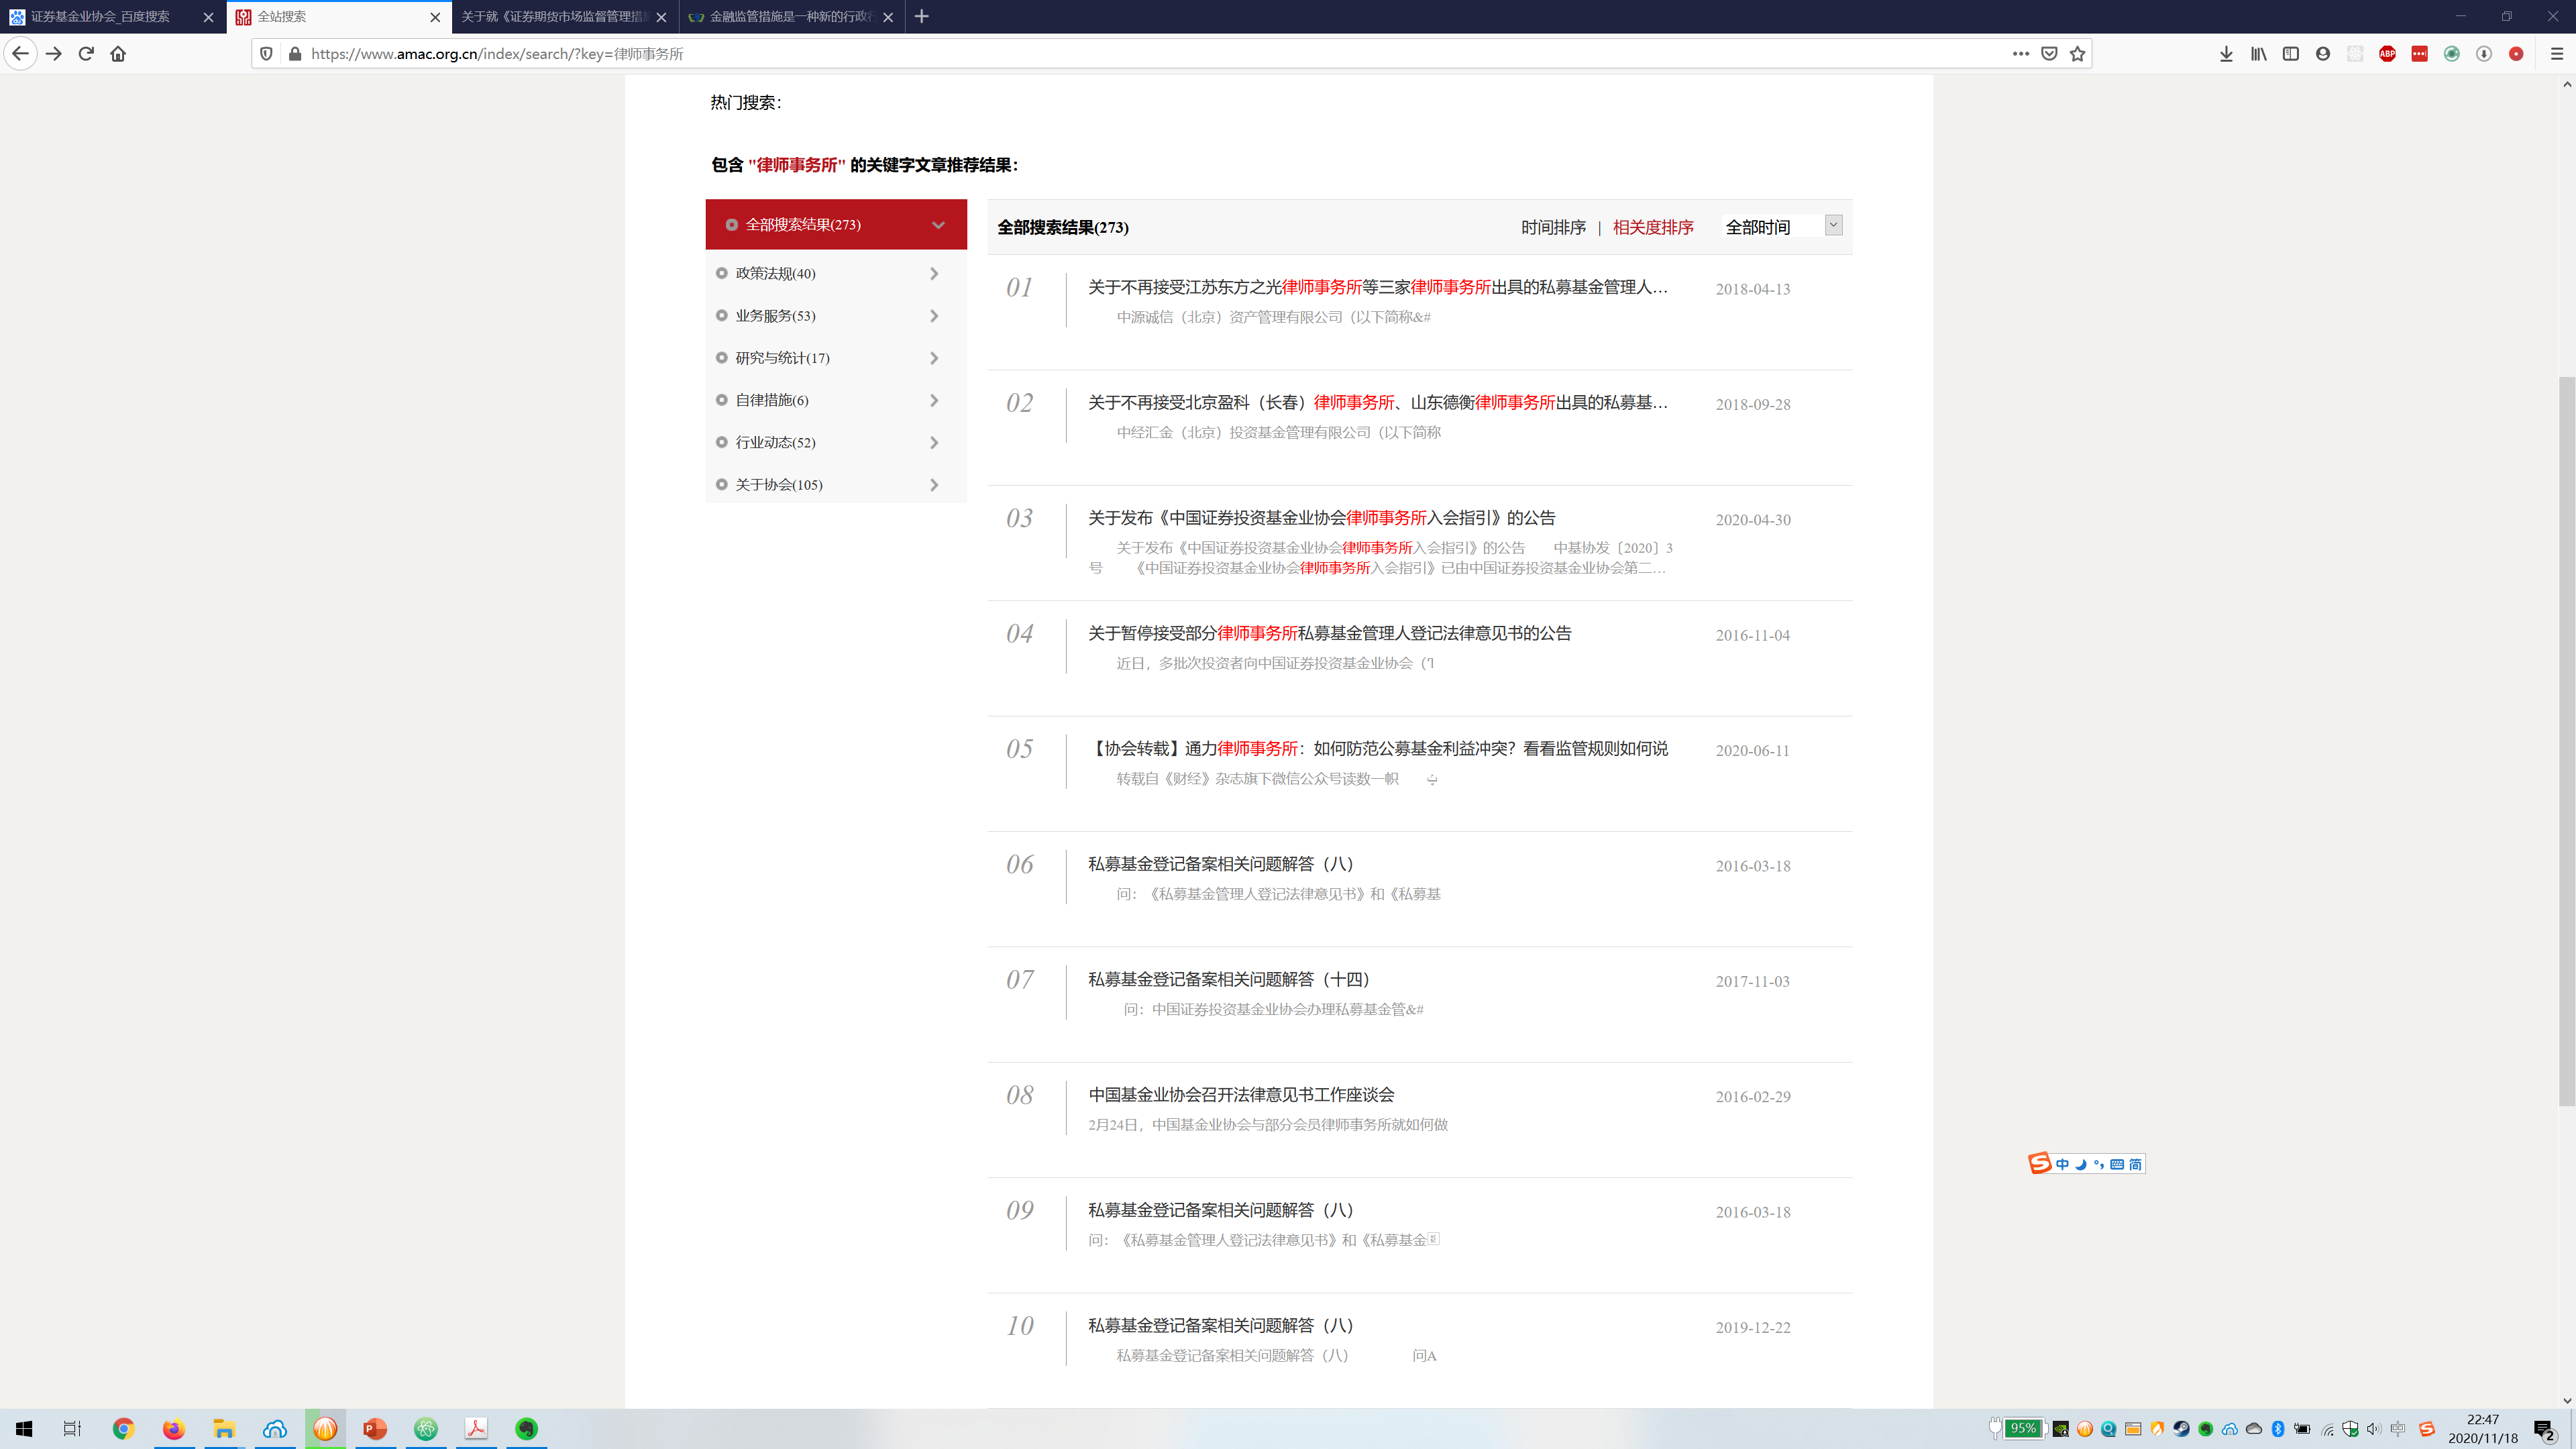 证券基金业协会_百度搜索
全站搜索
关于就《证券期货市场监督管理措施
金融监管措施是一种新的行政行
https://www.amac.org.cn/index/search/?key=律师事务所
热门搜索：
包含 "律师事务所" 的关键字文章推荐结果：
全部搜索结果(273)
政策法规(40)
业务服务(53)
研究与统计(17)
自律措施(6)
行业动态(52)
关于协会(105)
全部搜索结果(273)
时间排序 | 相关度排序 全部时间
01 关于不再接受江苏东方之光律师事务所等三家律师事务所出具的私募基金管理人... 2018-04-13
中源诚信（北京）资产管理有限公司（以下简称&#
02 关于不再接受北京盈科（长春）律师事务所、山东德衡律师事务所出具的私募基... 2018-09-28
中经汇金（北京）投资基金管理有限公司（以下简称
03 关于发布《中国证券投资基金业协会律师事务所入会指引》的公告 2020-04-30
关于发布《中国证券投资基金业协会律师事务所入会指引》的公告 中基协发〔2020〕3
号 《中国证券投资基金业协会律师事务所入会指引》已由中国证券投资基金业协会第二...
04 关于暂停接受部分律师事务所私募基金管理人登记法律意见书的公告 2016-11-04
近日，多批次投资者向中国证券投资基金业协会（
05 【协会转载】通力律师事务所：如何防范公募基金利益冲突？看看监管规则如何说 2020-06-11
转载自《财经》杂志旗下微信公众号读数一帜
06 私募基金登记备案相关问题解答（八） 2016-03-18
问：《私募基金管理人登记法律意见书》和《私募基
07 私募基金登记备案相关问题解答（十四） 2017-11-03
问：中国证券投资基金业协会办理私募基金管&#
08 中国基金业协会召开法律意见书工作座谈会 2016-02-29
2月24日，中国基金业协会与部分会员律师事务所就如何做
09 私募基金登记备案相关问题解答（八） 2016-03-18
问：《私募基金管理人登记法律意见书》和《私募基金
10 私募基金登记备案相关问题解答（八） 2019-12-22
私募基金登记备案相关问题解答（八） 问A
中 简
95%
22:47
2020/11/18
2